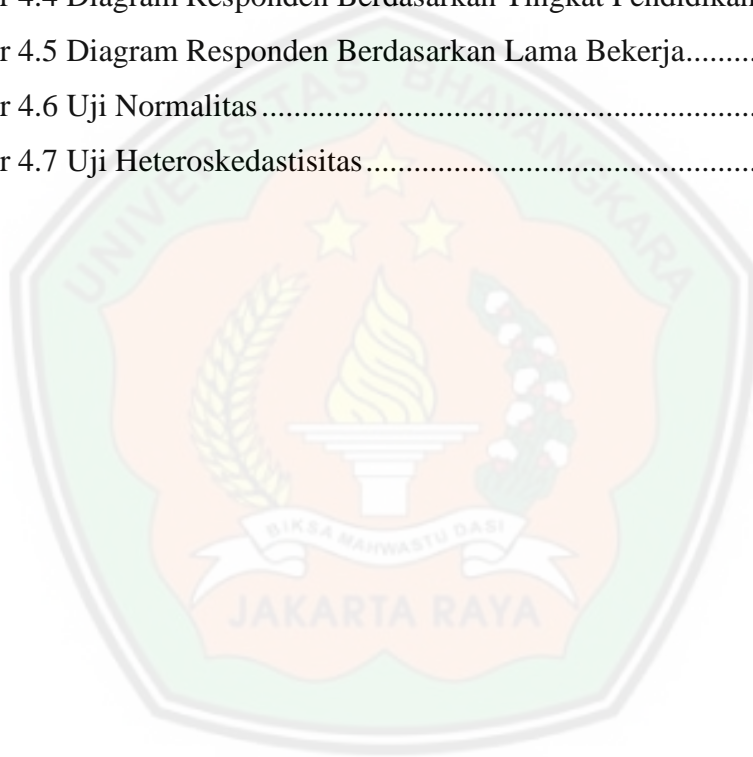 r 4.4 Diagram Responden Berdasarkan Tingkat Pendidikan
r 4.5 Diagram Responden Berdasarkan Lama Bekerja........
r 4.6 Uji Normalitas..............................................................
r 4.7 Uji Heteroskedastisitas.................................................
UNIVERSITAS BHAYANGKARA
BIKSA MAHWASTU DASI
JAKARTA RAYA